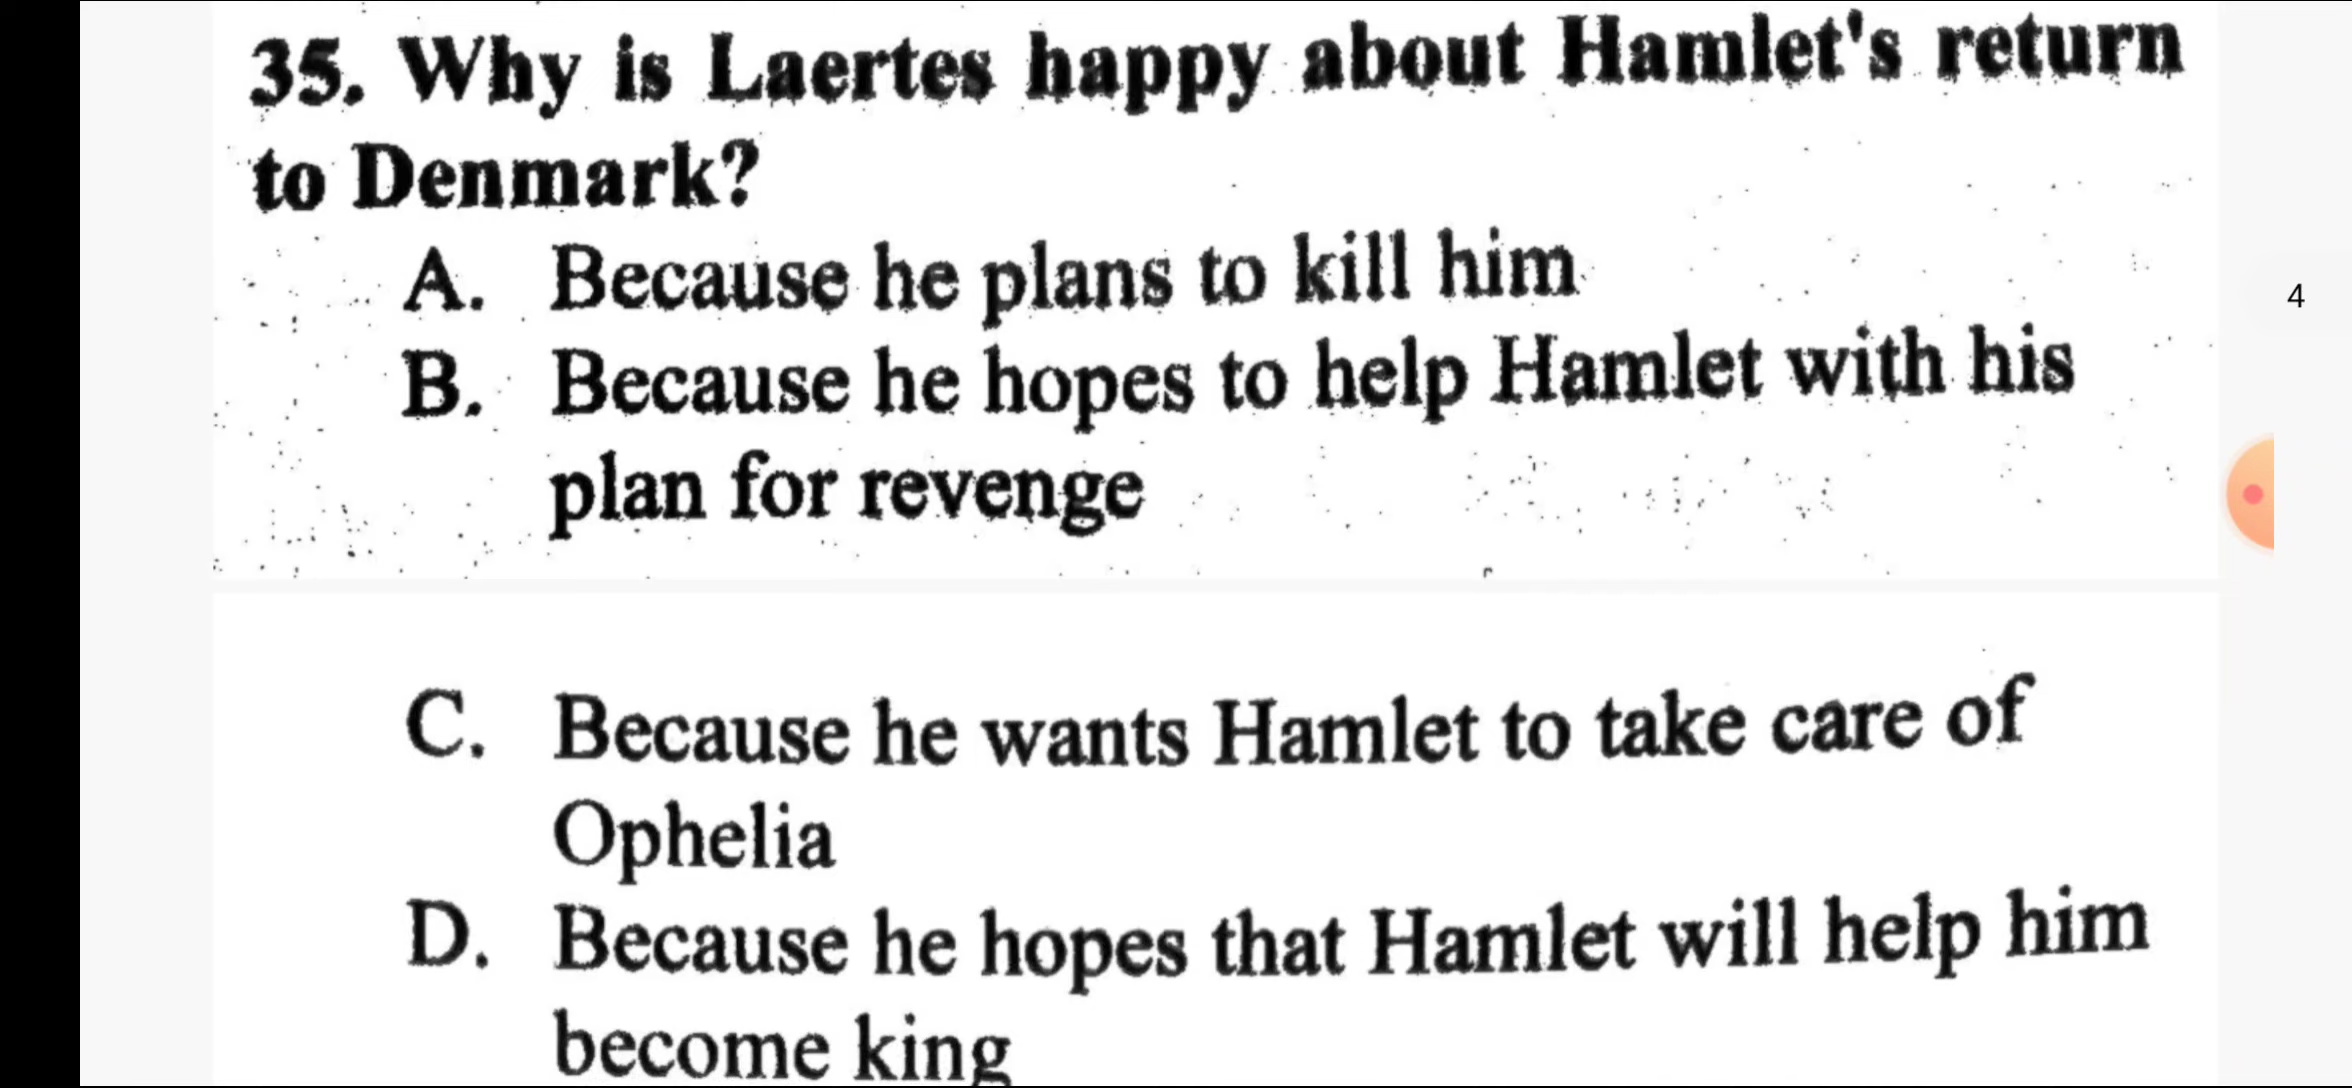 35. Why is Laertes happy about Hamlet's return
to Denmark?
A. Because he plans to kill him
4
B. Because he hopes to help Hamlet with his
plan for revenge
C. Because he wants Hamlet to take care of
Ophelia
D. Because he hopes that Hamlet will help him
become king